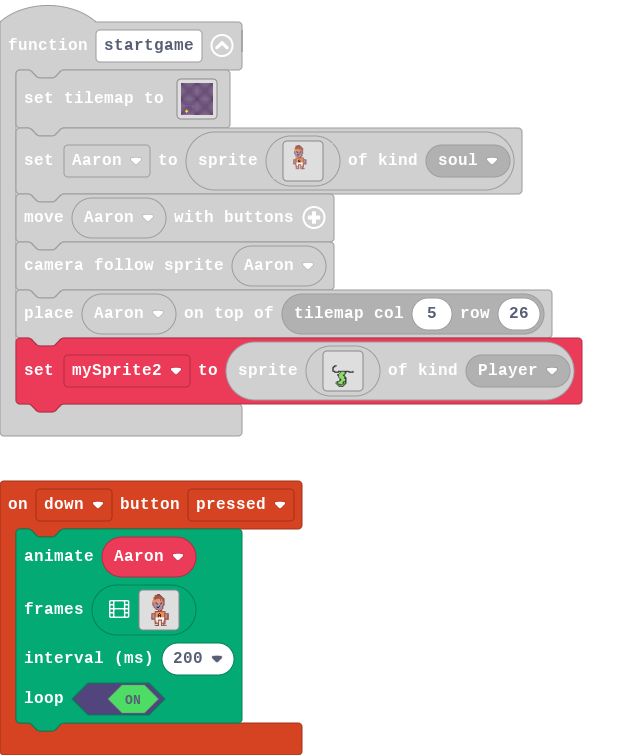 function startgame
set tilemap to
set Aaron to sprite of kind soul
move Aaron with buttons
camera follow sprite Aaron
place Aaron on top of tilemap col 5 row 26
set mySprite2 to sprite of kind Player
on down button pressed
animate Aaron
frames
interval (ms) 200
loop ON